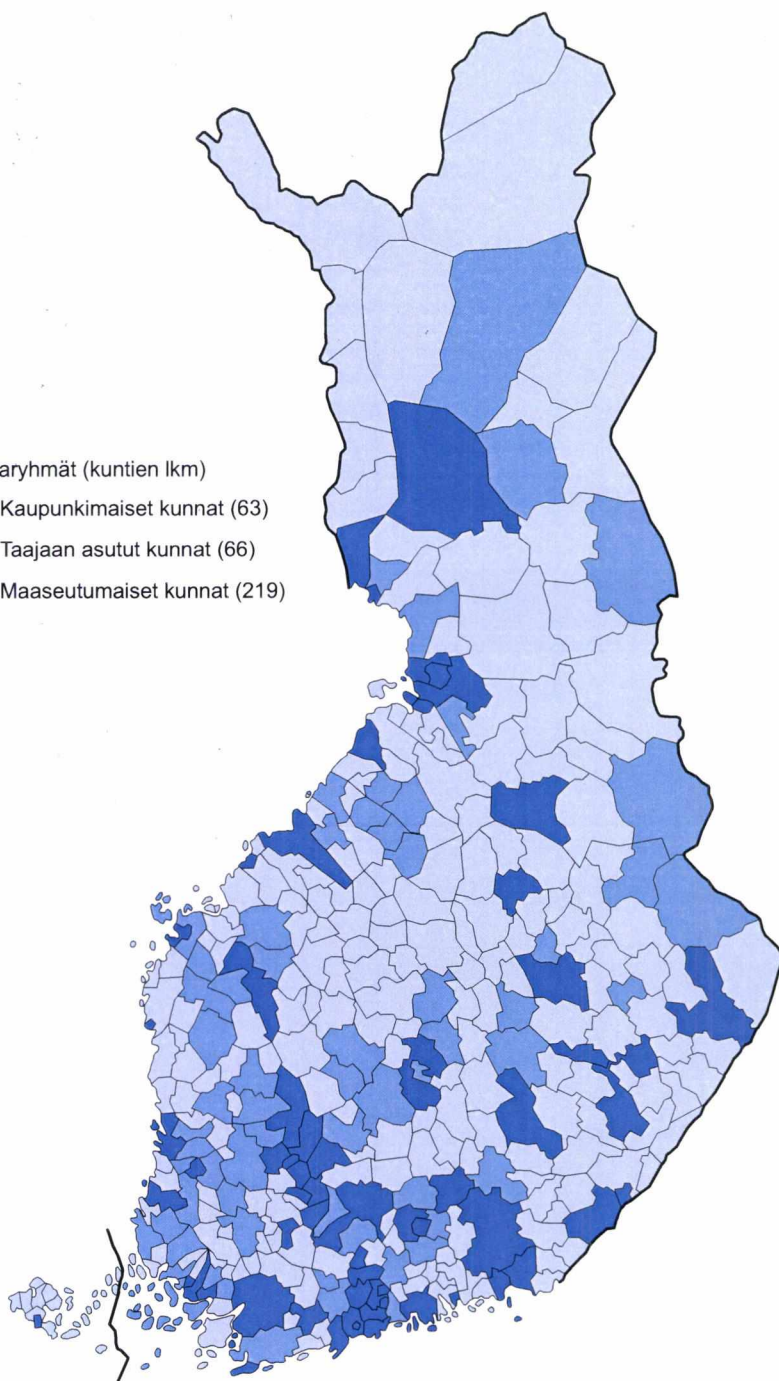 aryhmät (kuntien lkm)
Kaupunkimaiset kunnat (63)
Taajaan asutut kunnat (66)
Maaseutumaiset kunnat (219)